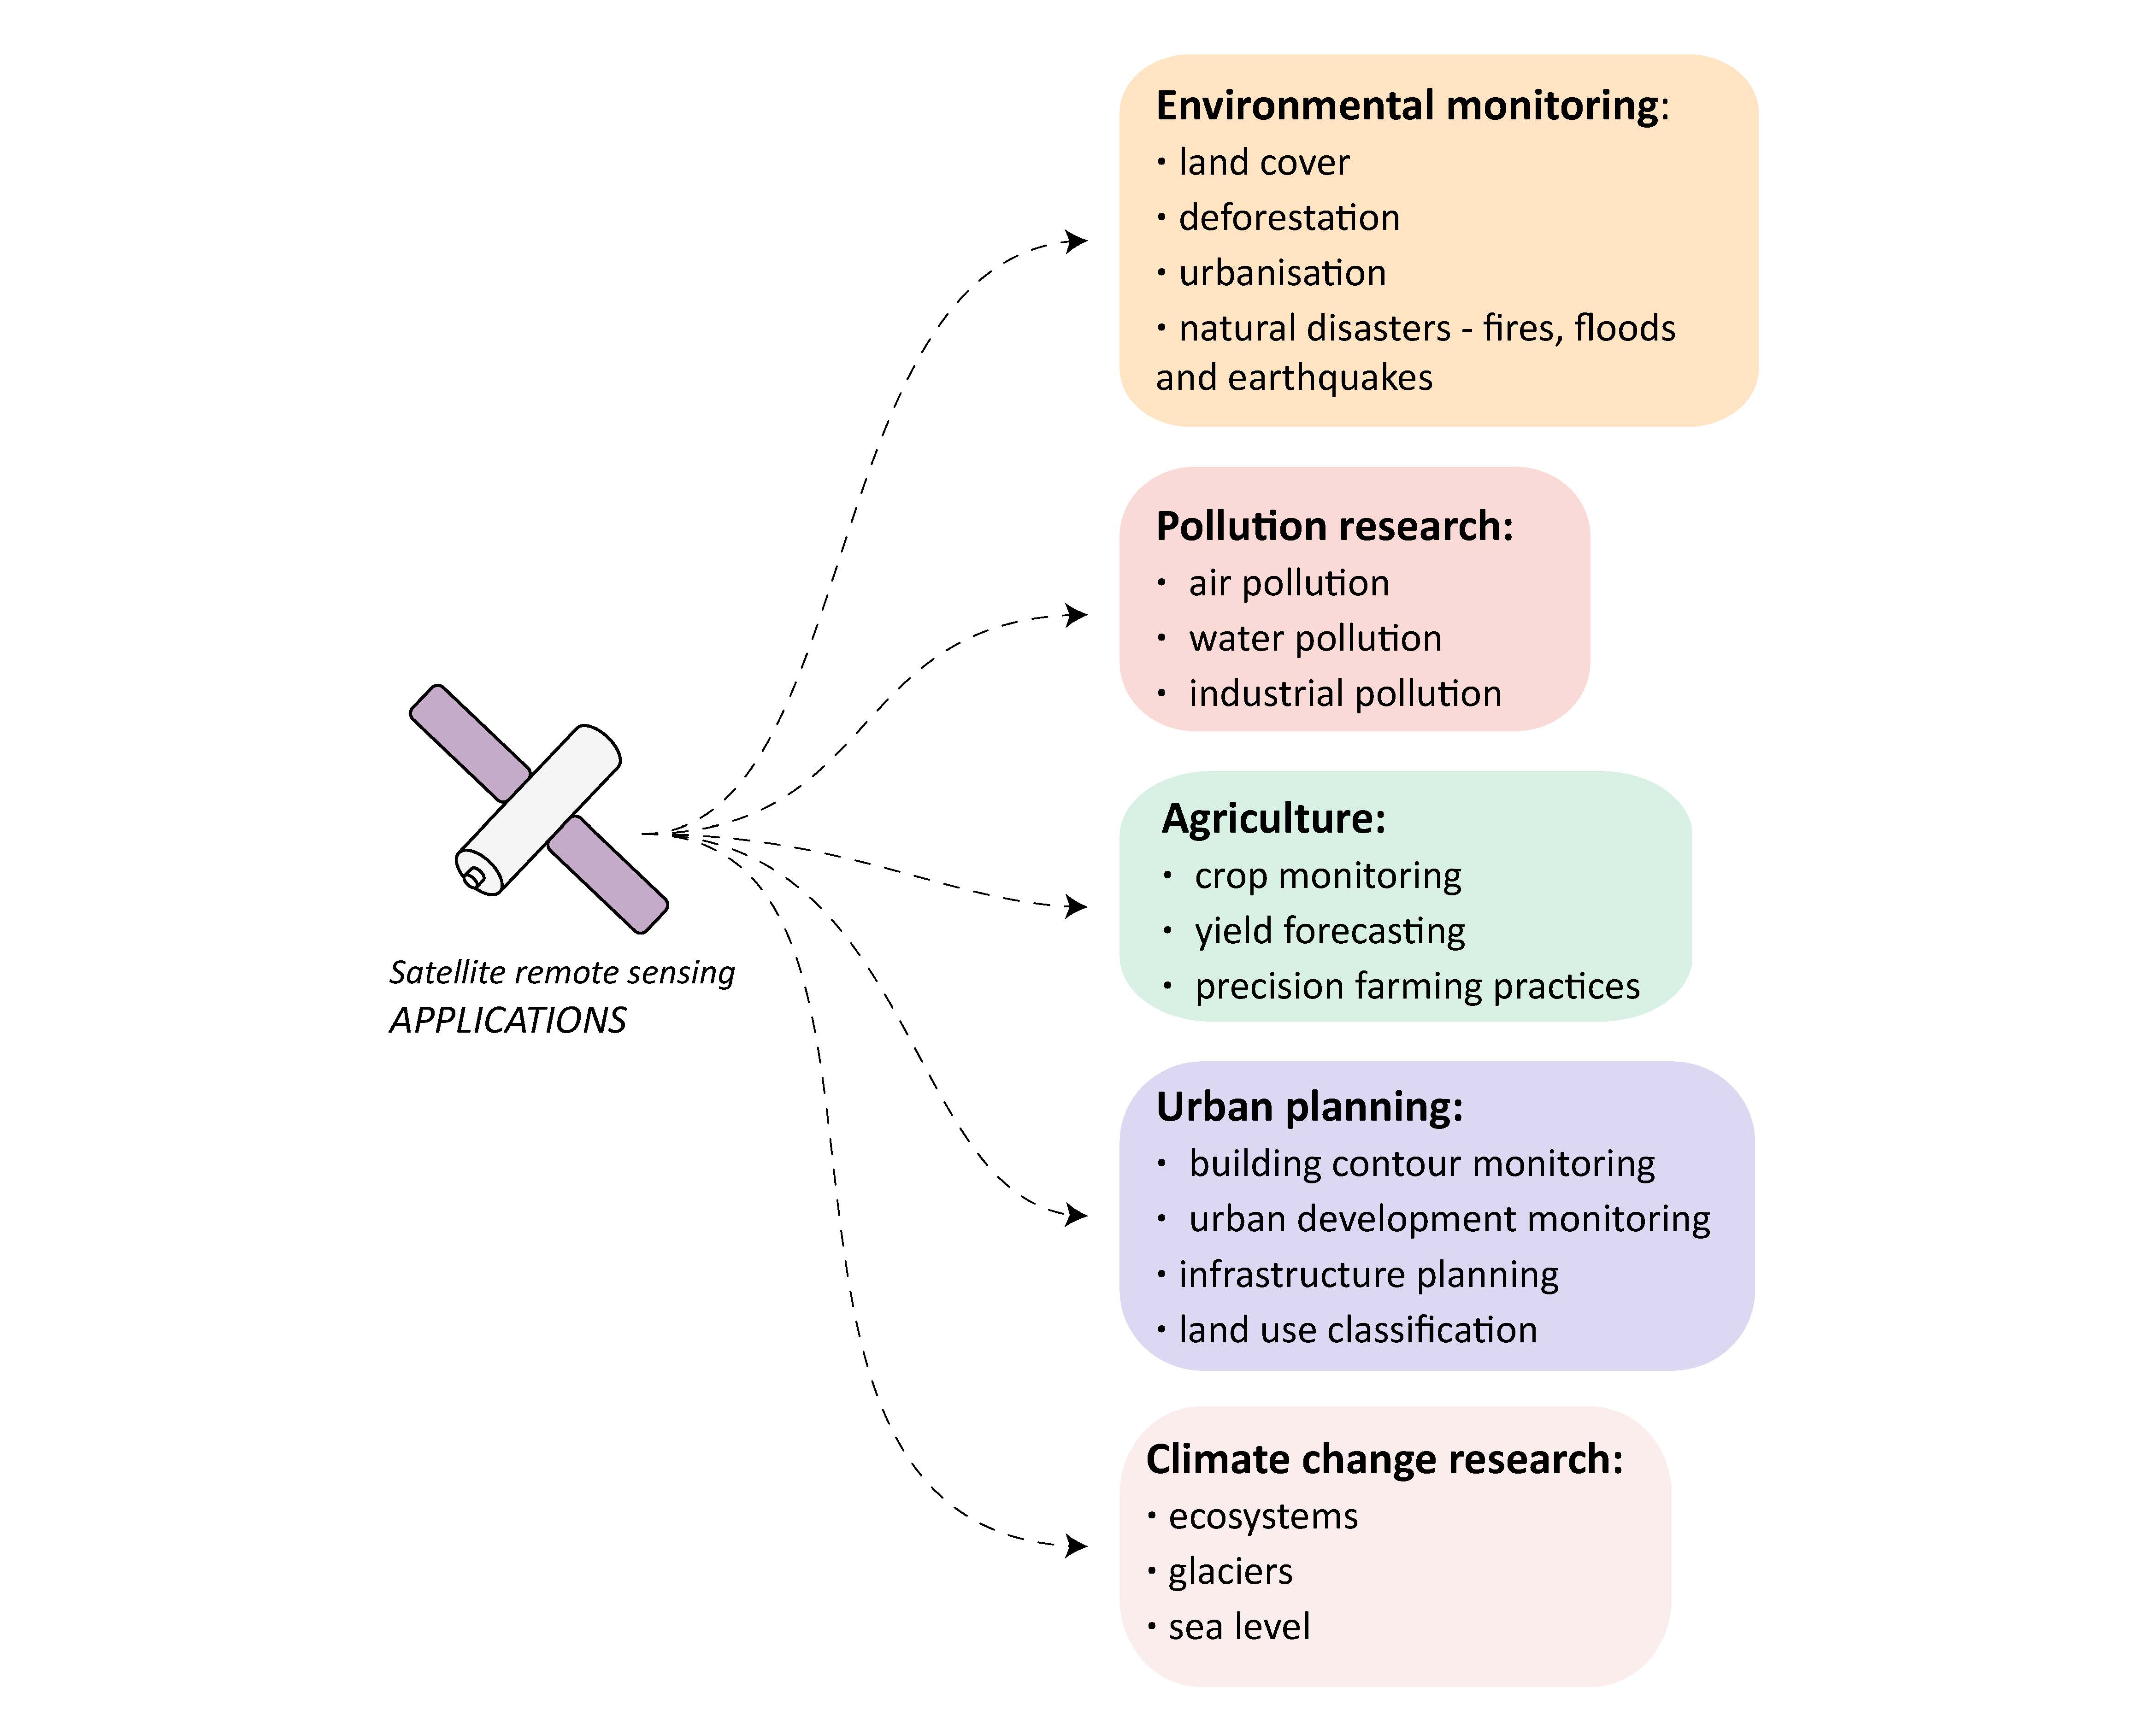 Environmental monitoring:
· land cover
· deforestation
· urbanisation
· natural disasters - fires, floods
and earthquakes
Pollution research:
· air pollution
· water pollution
· industrial pollution
Satellite remote sensing
APPLICATIONS
Agriculture:
· crop monitoring
· yield forecasting
· precision farming practices
Urban planning:
· building contour monitoring
· urban development monitoring
· infrastructure planning
· land use classification
Climate change research:
· ecosystems
· glaciers
· sea level